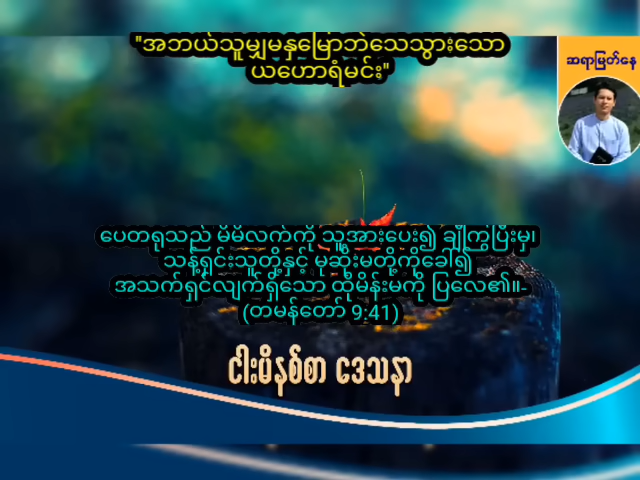 "အဘယ်သူမျှမနှမြောဘဲသေသွားသော
ယဟောရံမင်း"
ဆရာမြတ်နေ
ပေတရုသည် မိမိလက်ကို သူ့အားပေး၍ ချီကြွပြီးမှ၊
သန့်ရှင်းသူတို့နှင့် မုဆိုးမတို့ကိုခေါ်၍
အသက်ရှင်လျက်ရှိသော ထိုမိန်းမကို ပြလေ၏။-
(တမန်တော် 9:41)
ငါးမိနစ်စာ ဒေသနာ